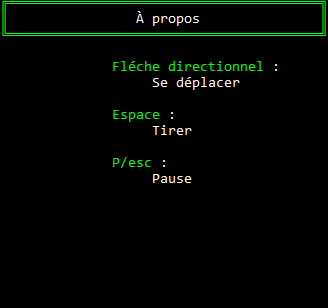 À propos
Fléche directionnel :
Se déplacer
Espace :
Tirer
P/esc :
Pause